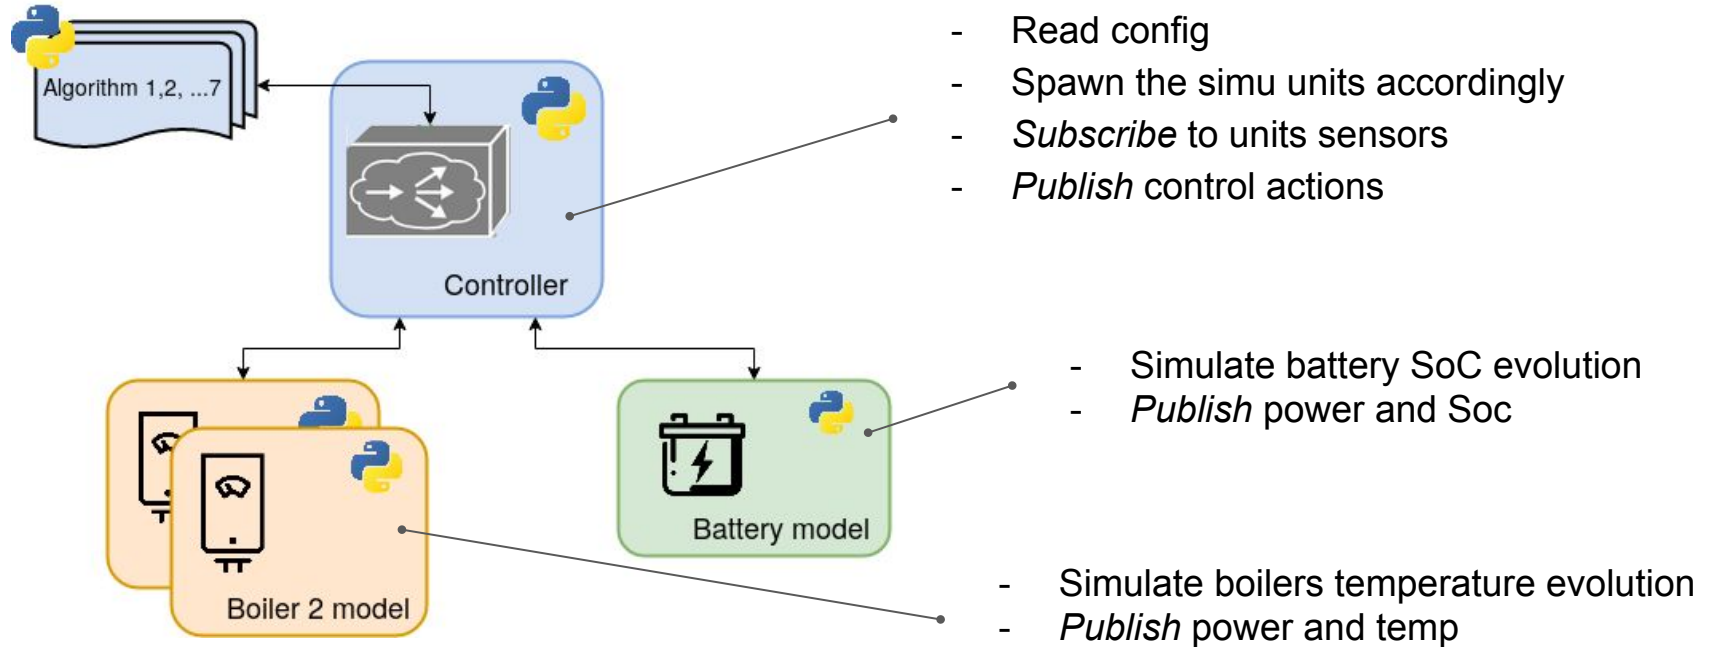 Algorithm 1,2, ...7
Controller
- Read config
- Spawn the simu units accordingly
- Subscribe to units sensors
- Publish control actions
- Simulate battery SoC evolution
- Publish power and Soc
Battery model
Boiler 2 model
- Simulate boilers temperature evolution
- Publish power and temp